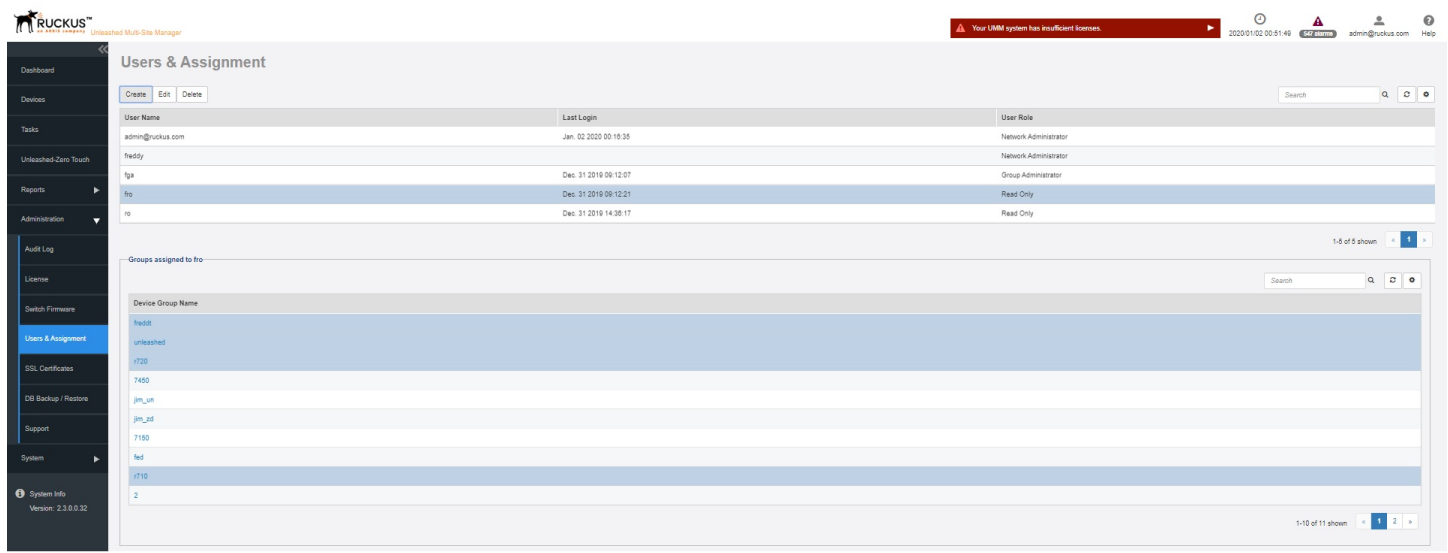 RUCKUS™
an ARRIS company
Unleashed Multi-Site Manager
Your UMM system has insufficient licenses.
2020/01/02 00:51:49
547 alarms
admin@ruckus.com
Help
Dashboard
Devices
Tasks
Unleashed-Zero Touch
Reports
Administration
Audit Log
License
Switch Firmware
Users & Assignment
SSL Certificates
DB Backup / Restore
Support
System
System Info
Version: 2.3.0.0.32
Users & Assignment
Create Edit Delete
Search
User Name Last Login User Role
admin@ruckus.com Jan. 02 2020 00:16:35 Network Administrator
freddy Network Administrator
fga Dec. 31 2019 09:12:07 Group Administrator
fro Dec. 31 2019 09:12:21 Read Only
ro Dec. 31 2019 14:36:17 Read Only
1-5 of 5 shown « 1 »
Groups assigned to fro
Search
Device Group Name
freddt
unleashed
r720
7450
jim_un
jim_zd
7150
fed
r710
2
1-10 of 11 shown « 1 2 »